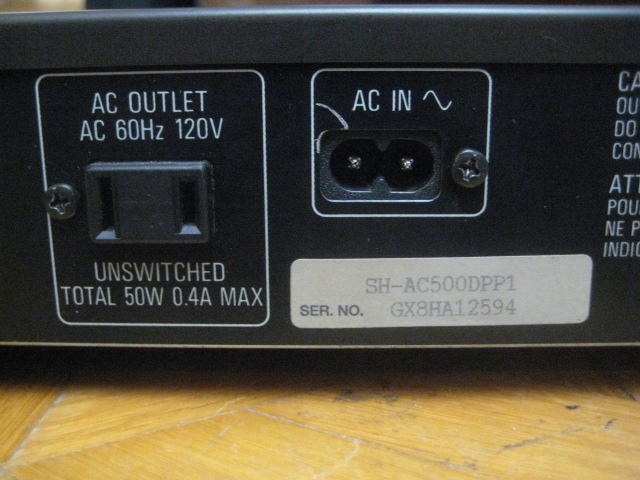 AC OUTLET
AC 60Hz 120V
UNSWITCHED
TOTAL 50W 0.4A MAX
AC IN ∿
SH-AC500DPP1
SER. NO. GX8HA12594
CA
OU
DO
CON
ATT
POU
NE P
INDIC